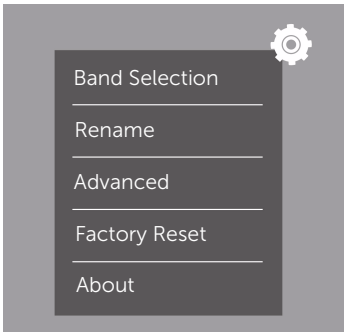 Band Selection
Rename
Advanced
Factory Reset
About